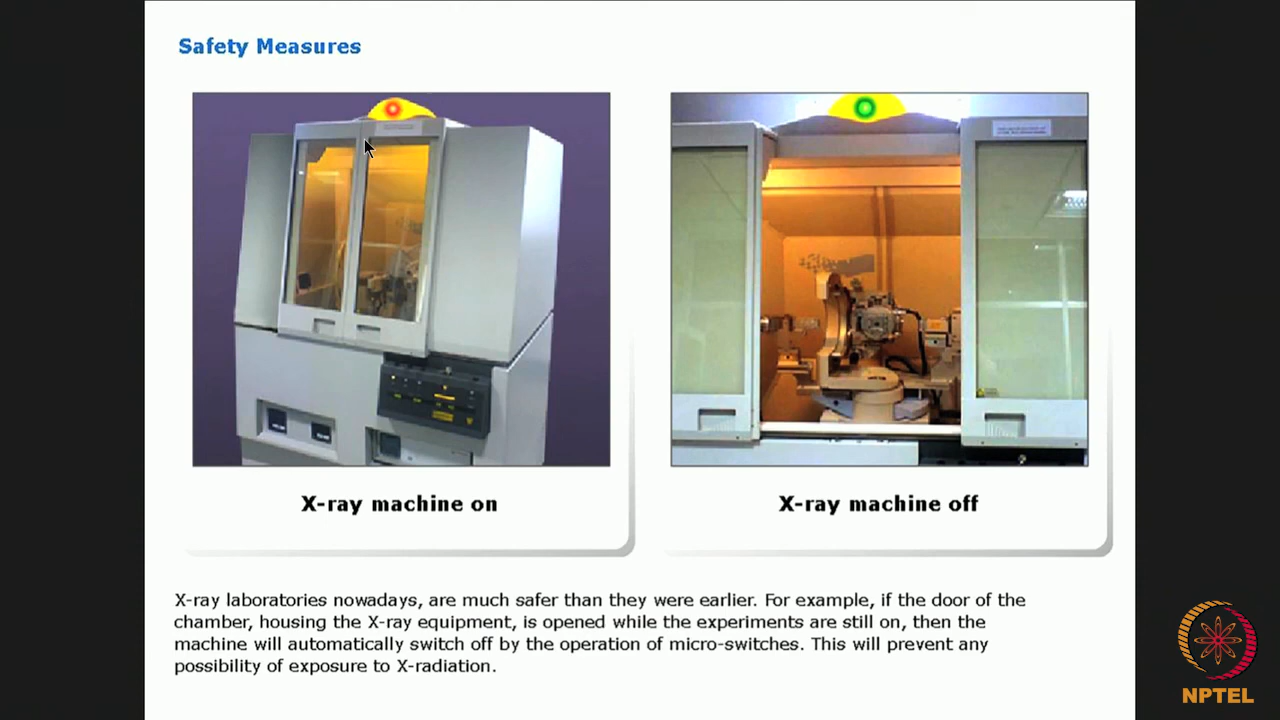 Safety Measures
X-ray machine on
X-ray machine off
X-ray laboratories nowadays, are much safer than they were earlier. For example, if the door of the
chamber, housing the X-ray equipment, is opened while the experiments are still on, then the
machine will automatically switch off by the operation of micro-switches. This will prevent any
possibility of exposure to X-radiation.
NPTEL